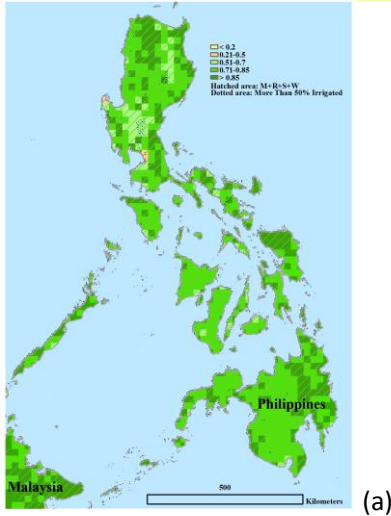 < 0.2
0.21-0.5
0.51-0.7
0.71-0.85
> 0.85
Hatched area: M+R+S+W
Dotted area: More Than 50% Irrigated
Philippines
Malaysia
500
Kilometers
(a)